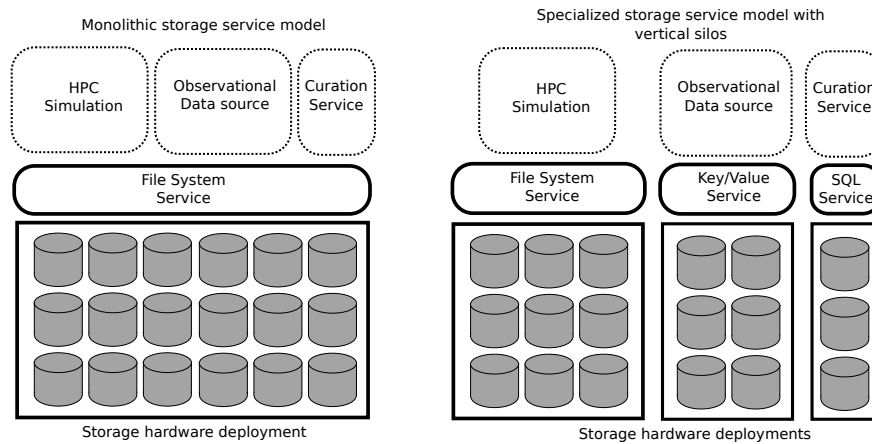 Monolithic storage service model
HPC
Simulation
Observational
Data source
Curation
Service
File System
Service
Storage hardware deployment
Specialized storage service model with
vertical silos
HPC
Simulation
Observational
Data source
Curation
Service
File System
Service
Key/Value
Service
SQL
Service
Storage hardware deployments